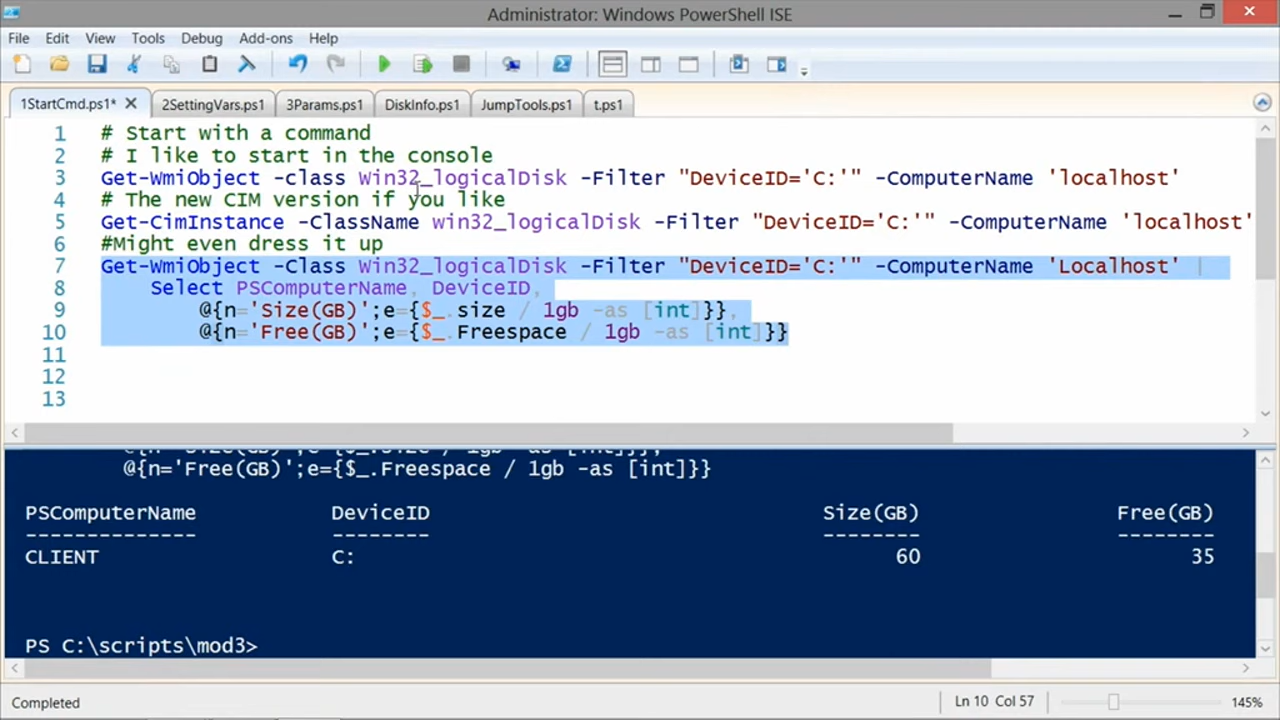 Administrator: Windows PowerShell ISE
File Edit View Tools Debug Add-ons Help
1StartCmd.ps1* 2SettingVars.ps1 3Params.ps1 DiskInfo.ps1 JumpTools.ps1 t.ps1
1 # Start with a command
2 # I like to start in the console
3 Get-WmiObject -class Win32_logicalDisk -Filter "DeviceID='C:'" -ComputerName 'localhost'
4 # The new CIM version if you like
5 Get-CimInstance -ClassName win32_logicalDisk -Filter "DeviceID='C:'" -ComputerName 'localhost'
6 #Might even dress it up
7 Get-WmiObject -Class Win32_logicalDisk -Filter "DeviceID='C:'" -ComputerName 'Localhost' |
8 Select PSComputerName, DeviceID,
9 @{n='Size(GB)';e={$_.size / 1gb -as [int]}},
10 @{n='Free(GB)';e={$_.Freespace / 1gb -as [int]}}
11
12
13
@{n='Size(GB)';e={$_.size / 1gb -as [int]}},
@{n='Free(GB)';e={$_.Freespace / 1gb -as [int]}}
PSComputerName DeviceID Size(GB) Free(GB)
-------------- -------- -------- --------
CLIENT C: 60 35
PS C:\scripts\mod3>
Completed Ln 10 Col 57 145%